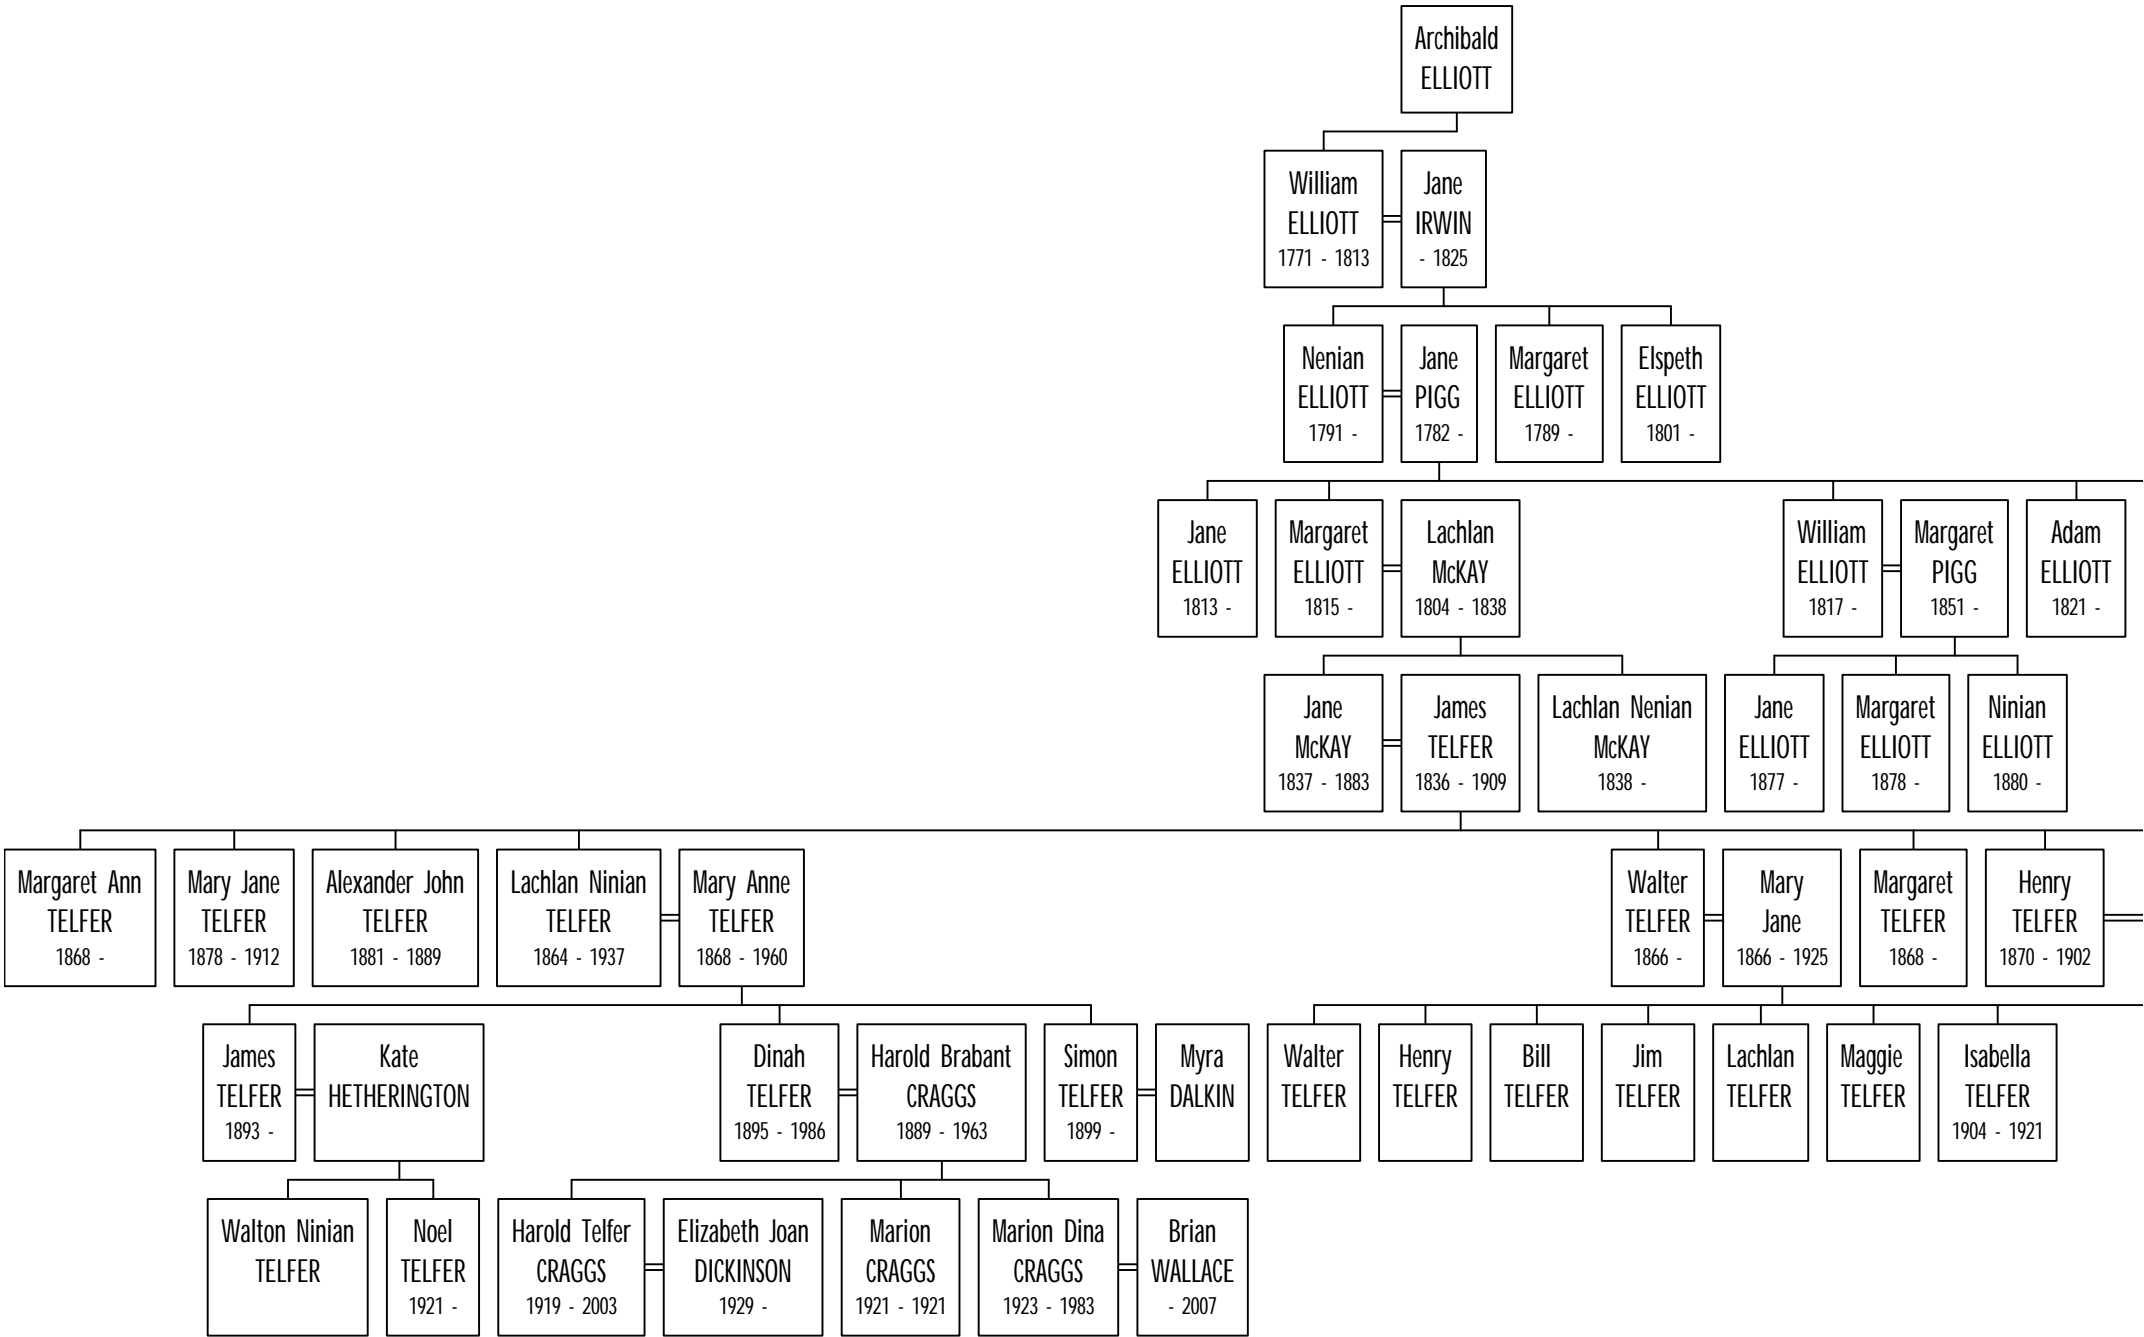 Archibald
ELLIOTT
William
ELLIOTT
1771 - 1813
Jane
IRWIN
- 1825
Nenian
ELLIOTT
1791 -
Jane
PIGG
1782 -
Margaret
ELLIOTT
1789 -
Elspeth
ELLIOTT
1801 -
Jane
ELLIOTT
1813 -
Margaret
ELLIOTT
1815 -
Lachlan
McKAY
1804 - 1838
William
ELLIOTT
1817 -
Margaret
PIGG
1851 -
Adam
ELLIOTT
1821 -
Jane
McKAY
1837 - 1883
James
TELFER
1836 - 1909
Lachlan Nenian
McKAY
1838 -
Jane
ELLIOTT
1877 -
Margaret
ELLIOTT
1878 -
Ninian
ELLIOTT
1880 -
Margaret Ann
TELFER
1868 -
Mary Jane
TELFER
1878 - 1912
Alexander John
TELFER
1881 - 1889
Lachlan Ninian
TELFER
1864 - 1937
Mary Anne
TELFER
1868 - 1960
Walter
TELFER
1866 -
Mary
Jane
1866 - 1925
Margaret
TELFER
1868 -
Henry
TELFER
1870 - 1902
James
TELFER
1893 -
Kate
HETHERINGTON
Dinah
TELFER
1895 - 1986
Harold Brabant
CRAGGS
1889 - 1963
Simon
TELFER
1899 -
Myra
DALKIN
Walter
TELFER
Henry
TELFER
Bill
TELFER
Jim
TELFER
Lachlan
TELFER
Maggie
TELFER
Isabella
TELFER
1904 - 1921
Walton Ninian
TELFER
Noel
TELFER
1921 -
Harold Telfer
CRAGGS
1919 - 2003
Elizabeth Joan
DICKINSON
1929 -
Marion
CRAGGS
1921 - 1921
Marion Dina
CRAGGS
1923 - 1983
Brian
WALLACE
- 2007